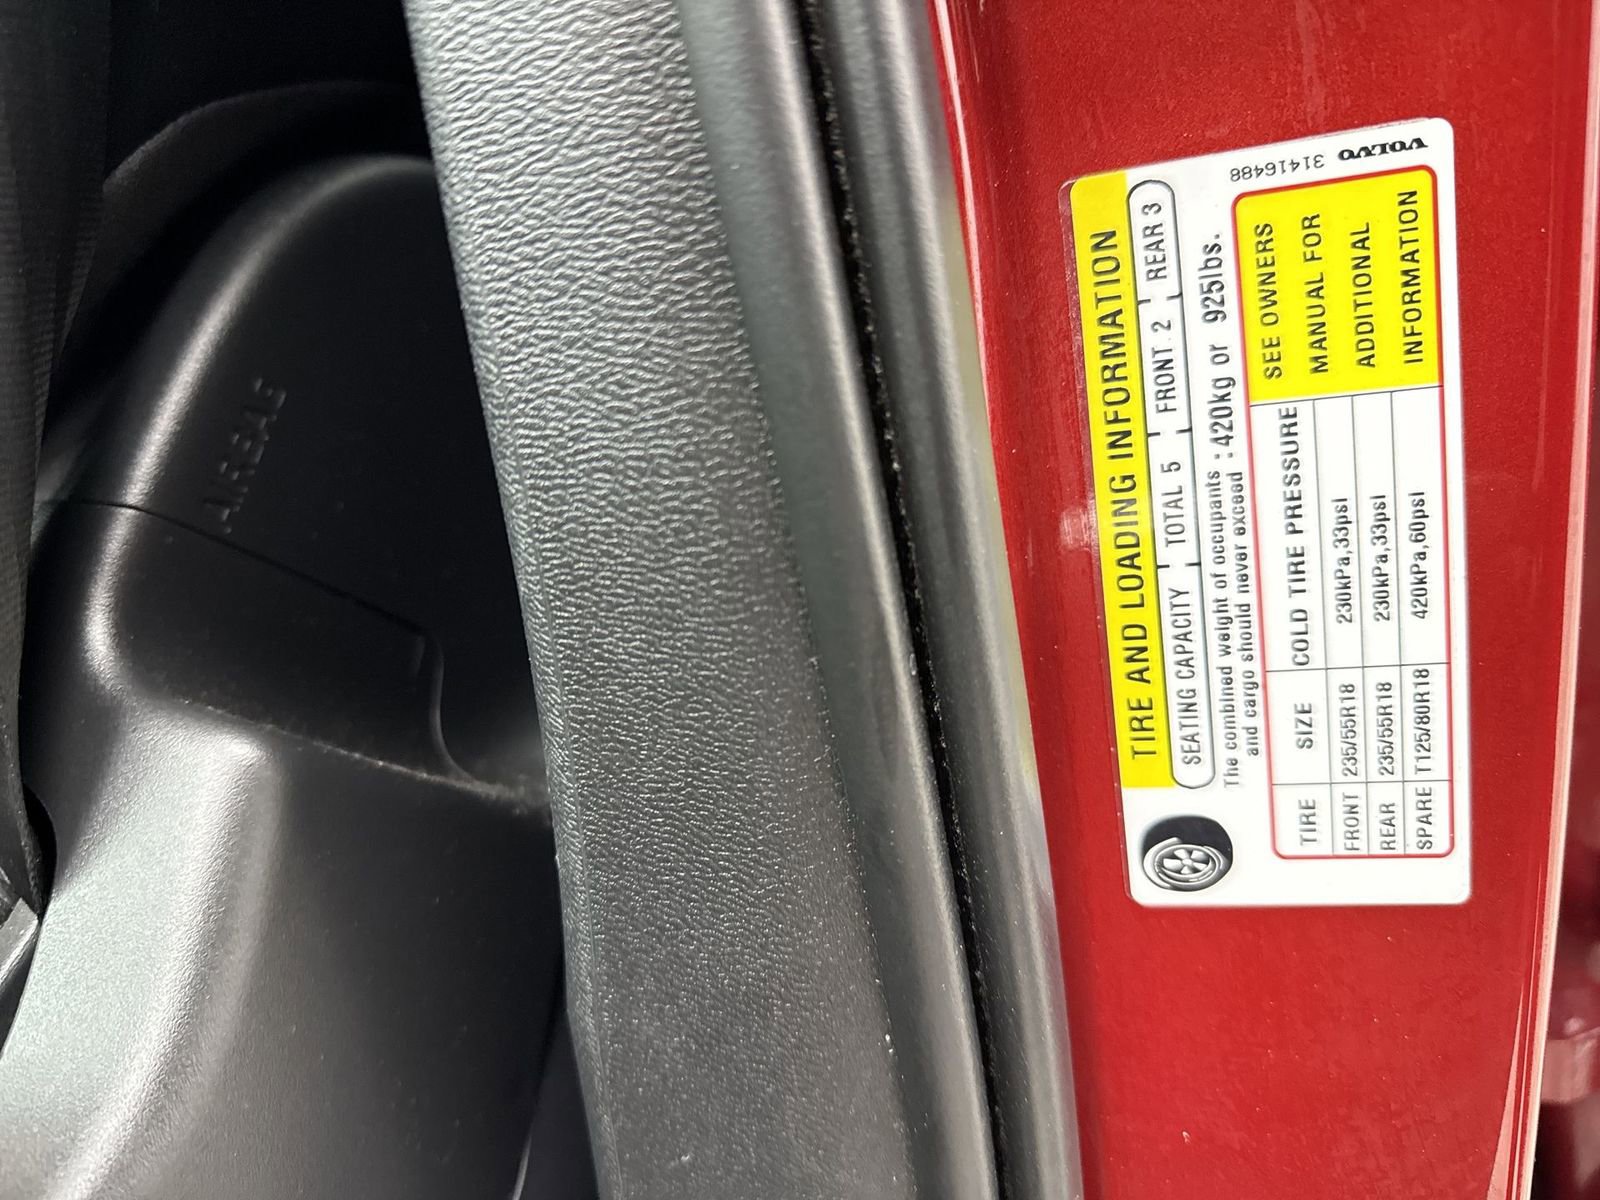 AIRBAG
TIRE AND LOADING INFORMATION
SEATING CAPACITY TOTAL 5 FRONT 2 REAR 3
The combined weight of occupants : 420kg or 925lbs.
and cargo should never exceed
TIRE SIZE COLD TIRE PRESSURE
FRONT 235/55R18 230kPa,33psi
REAR 235/55R18 230kPa,33psi
SPARE T125/80R18 420kPa,60psi
SEE OWNERS
MANUAL FOR
ADDITIONAL
INFORMATION
VOLVO 31416488